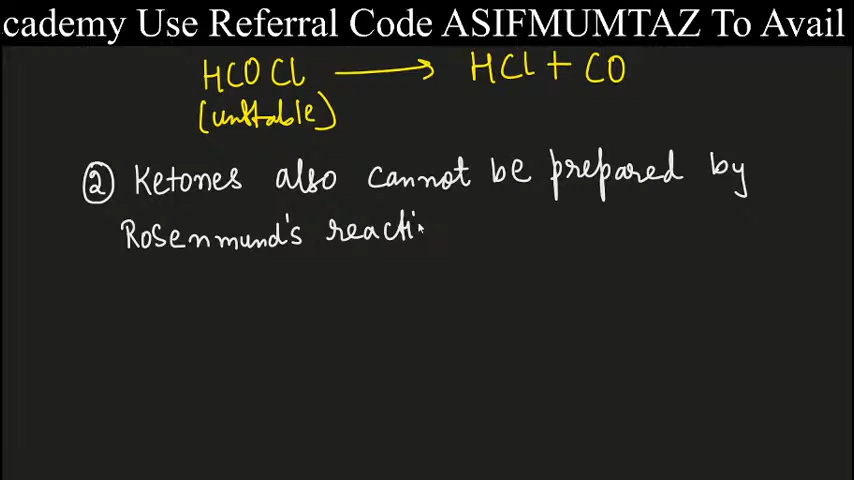 cademy Use Referral Code ASIFMUMTAZ To Avail
HCOCl ⟶ HCl + CO
(unstable)
② Ketones also cannot be prepared by
Rosenmund's reacti